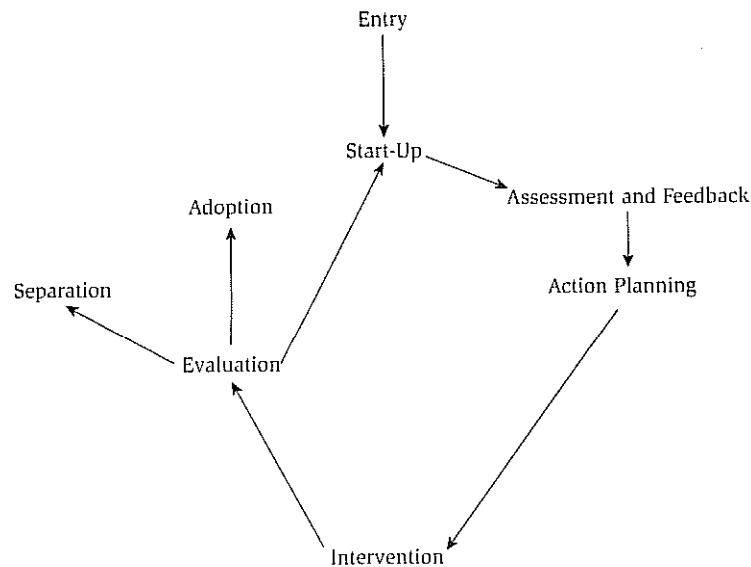 Entry
Start-Up
Assessment and Feedback
Adoption
Action Planning
Separation
Evaluation
Intervention